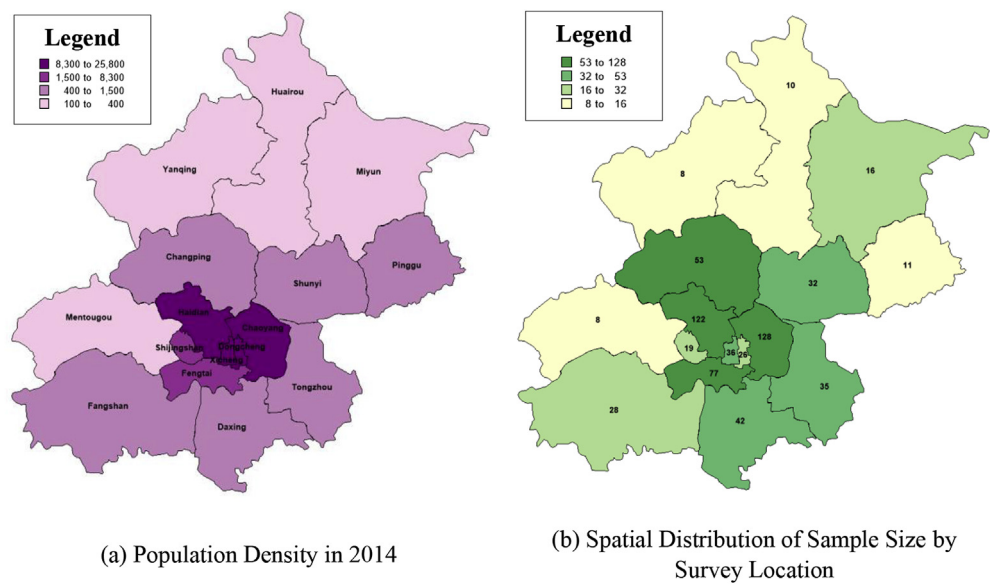 Legend
8,300 to 25,800
1,500 to 8,300
400 to 1,500
100 to 400
Huairou
Yanqing
Miyun
Changping
Pinggu
Shunyi
Mentougou
Haidian
Chaoyang
Shijingshan
Dongcheng
Xicheng
Fengtai
Tongzhou
Fangshan
Daxing
(a) Population Density in 2014
Legend
53 to 128
32 to 53
16 to 32
8 to 16
10
8
16
53
11
32
8
122
128
19
36
26
77
35
28
42
(b) Spatial Distribution of Sample Size by
Survey Location